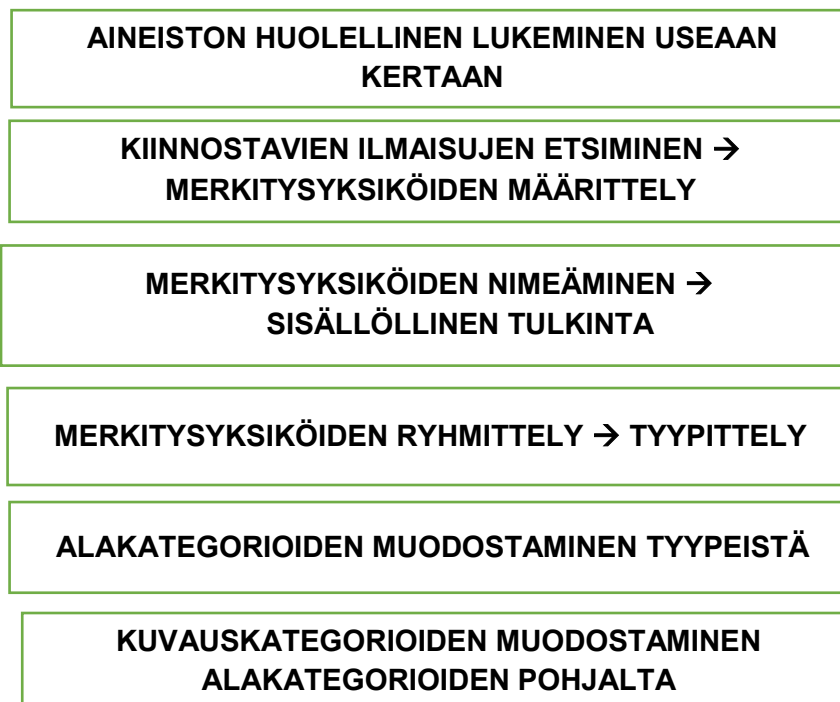 AINEISTON HUOLELLINEN LUKEMINEN USEAAN
KERTAAN
KIINNOSTAVIEN ILMAISUJEN ETSIMINEN →
MERKITYSYKSIKÖIDEN MÄÄRITTELY
MERKITYSYKSIKÖIDEN NIMEÄMINEN →
SISÄLLÖLLINEN TULKINTA
MERKITYSYKSIKÖIDEN RYHMITTELY → TYYPITTELY
ALAKATEGORIOIDEN MUODOSTAMINEN TYYPEISTÄ
KUVAUSKATEGORIOIDEN MUODOSTAMINEN
ALAKATEGORIOIDEN POHJALTA